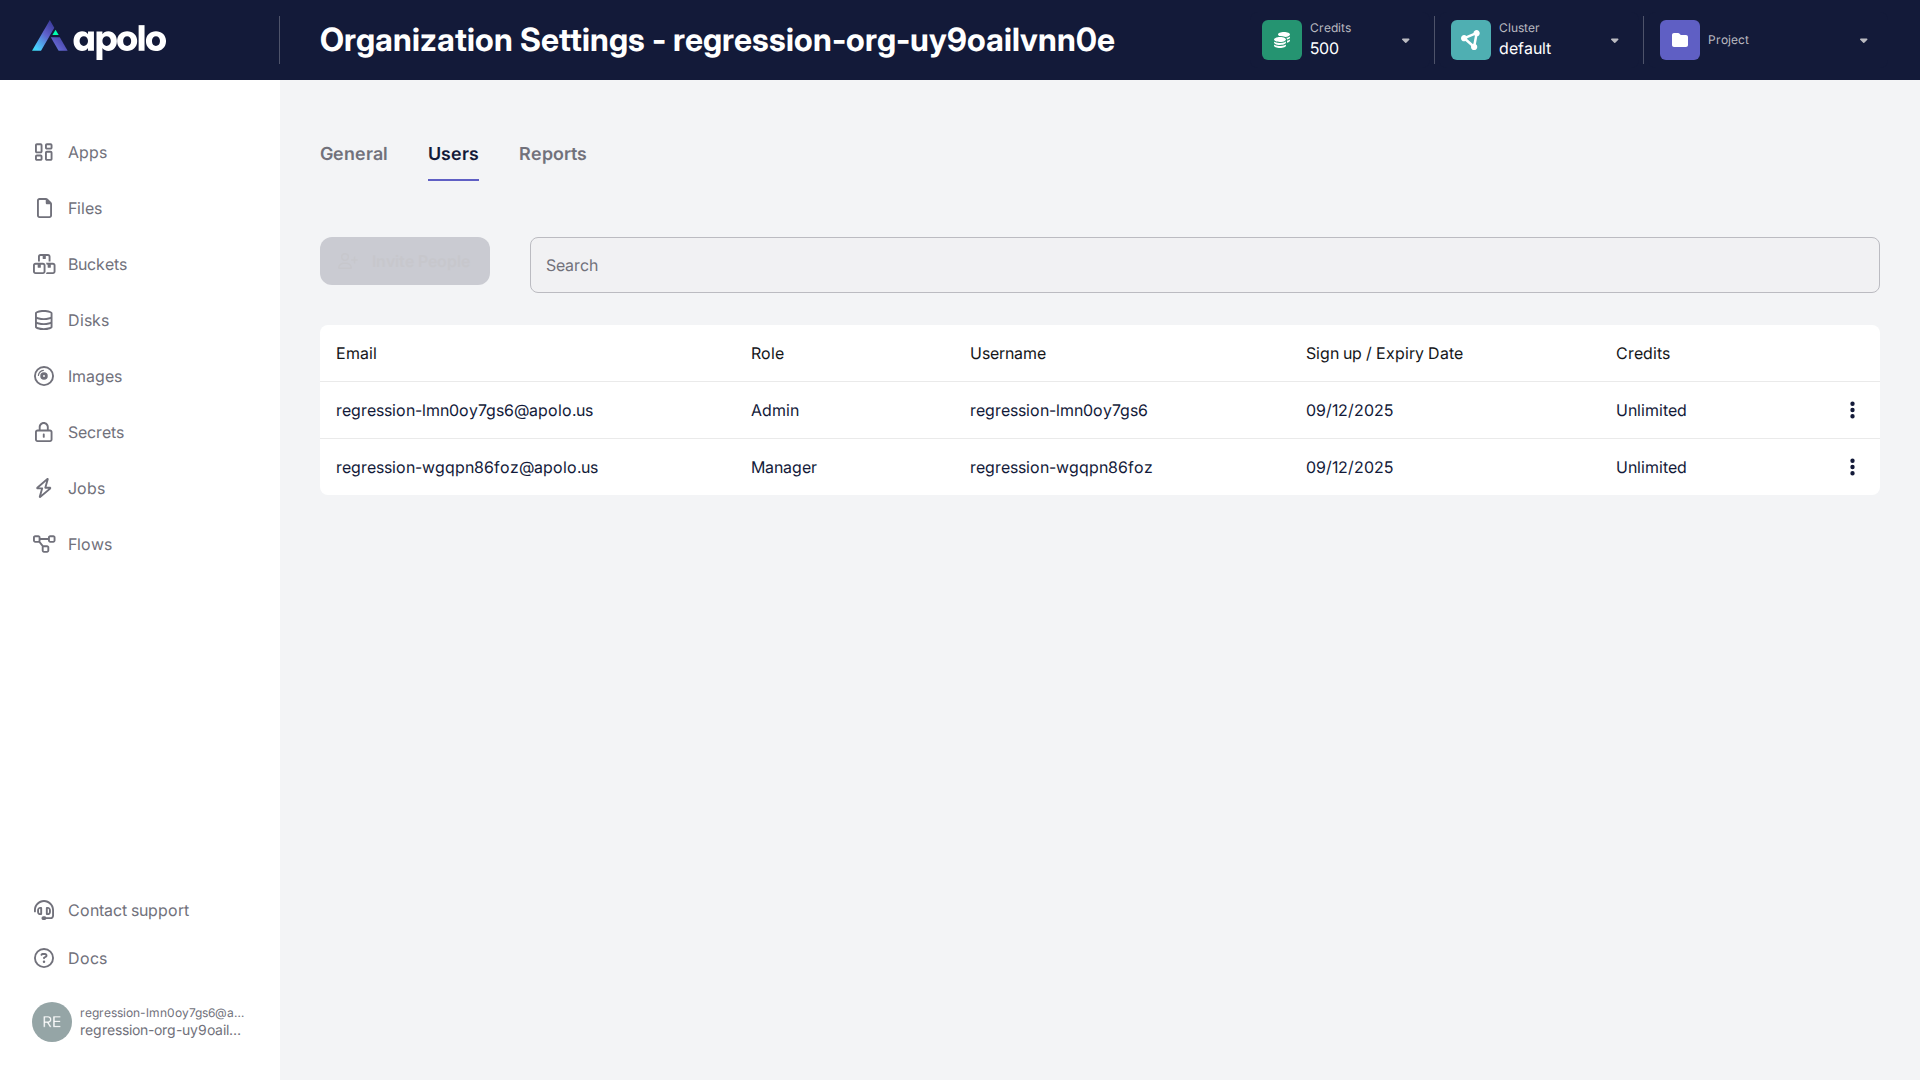 apolo
Organization Settings - regression-org-uy9oailvnn0e
Credits
500
Cluster
default
Project
Apps
Files
Buckets
Disks
Images
Secrets
Jobs
Flows
Contact support
Docs
RE
regression-lmn0oy7gs6@a...
regression-org-uy9oail...
General
Users
Reports
Search
Email Role Username Sign up / Expiry Date Credits
regression-lmn0oy7gs6@apolo.us Admin regression-lmn0oy7gs6 09/12/2025 Unlimited
regression-wgqpn86foz@apolo.us Manager regression-wgqpn86foz 09/12/2025 Unlimited